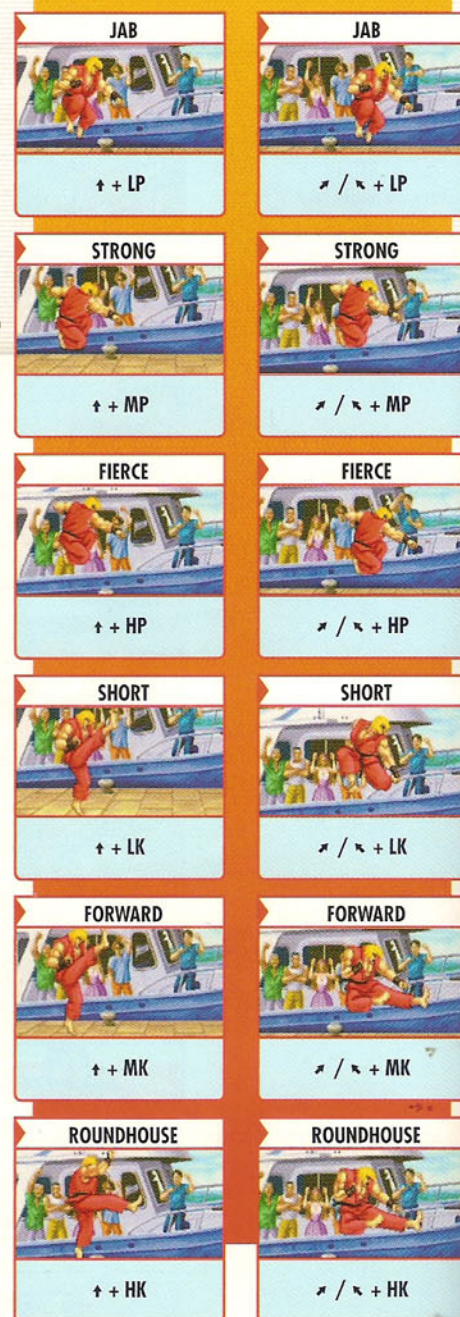 JAB
↑ + LP
JAB
↗ / ↖ + LP
STRONG
↑ + MP
STRONG
↗ / ↖ + MP
FIERCE
↑ + HP
FIERCE
↗ / ↖ + HP
SHORT
↑ + LK
SHORT
↗ / ↖ + LK
FORWARD
↑ + MK
FORWARD
↗ / ↖ + MK
ROUNDHOUSE
↑ + HK
ROUNDHOUSE
↗ / ↖ + HK